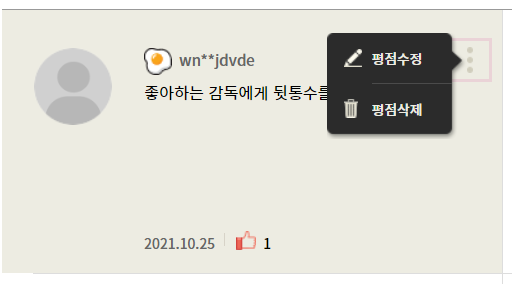 wn**jdvde
좋아하는 감독에게 뒷통수를
평점수정
평점삭제
2021.10.25
1